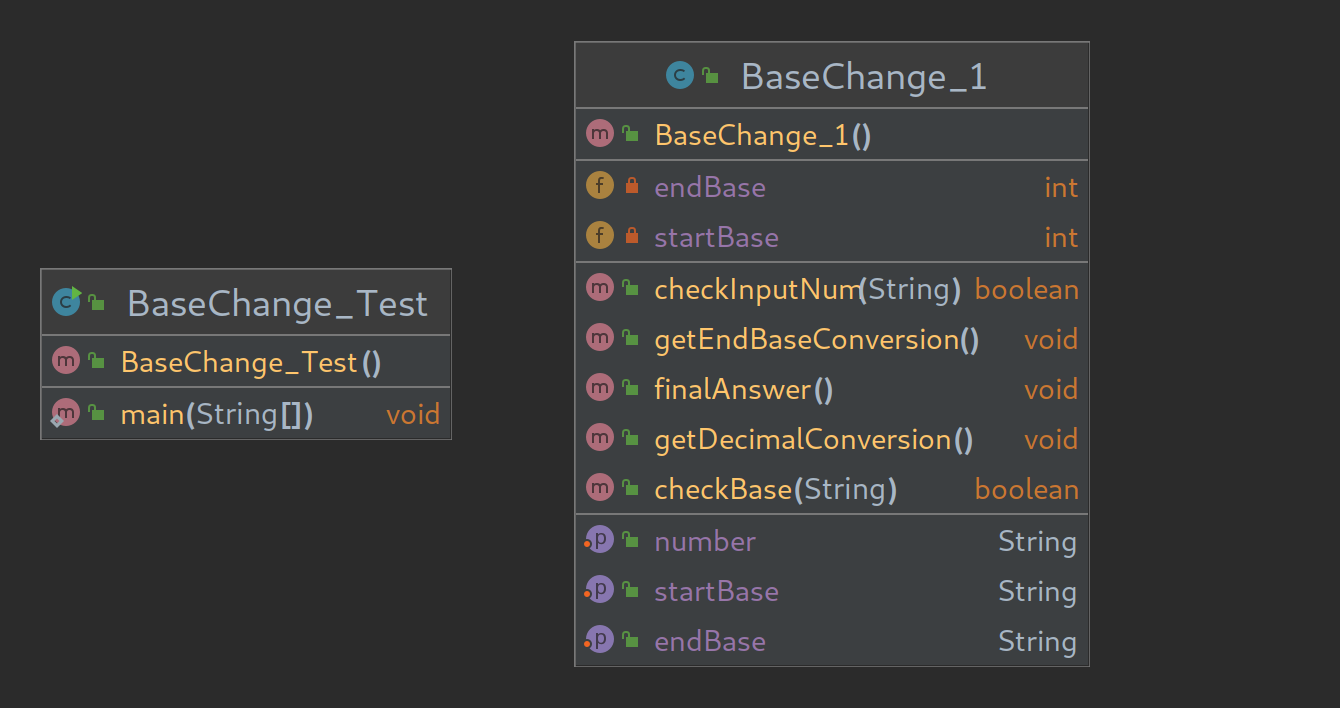 BaseChange_Test
BaseChange_Test()
main(String[]) void
BaseChange_1
BaseChange_1()
endBase int
startBase int
checkInputNum(String) boolean
getEndBaseConversion() void
finalAnswer() void
getDecimalConversion() void
checkBase(String) boolean
number String
startBase String
endBase String